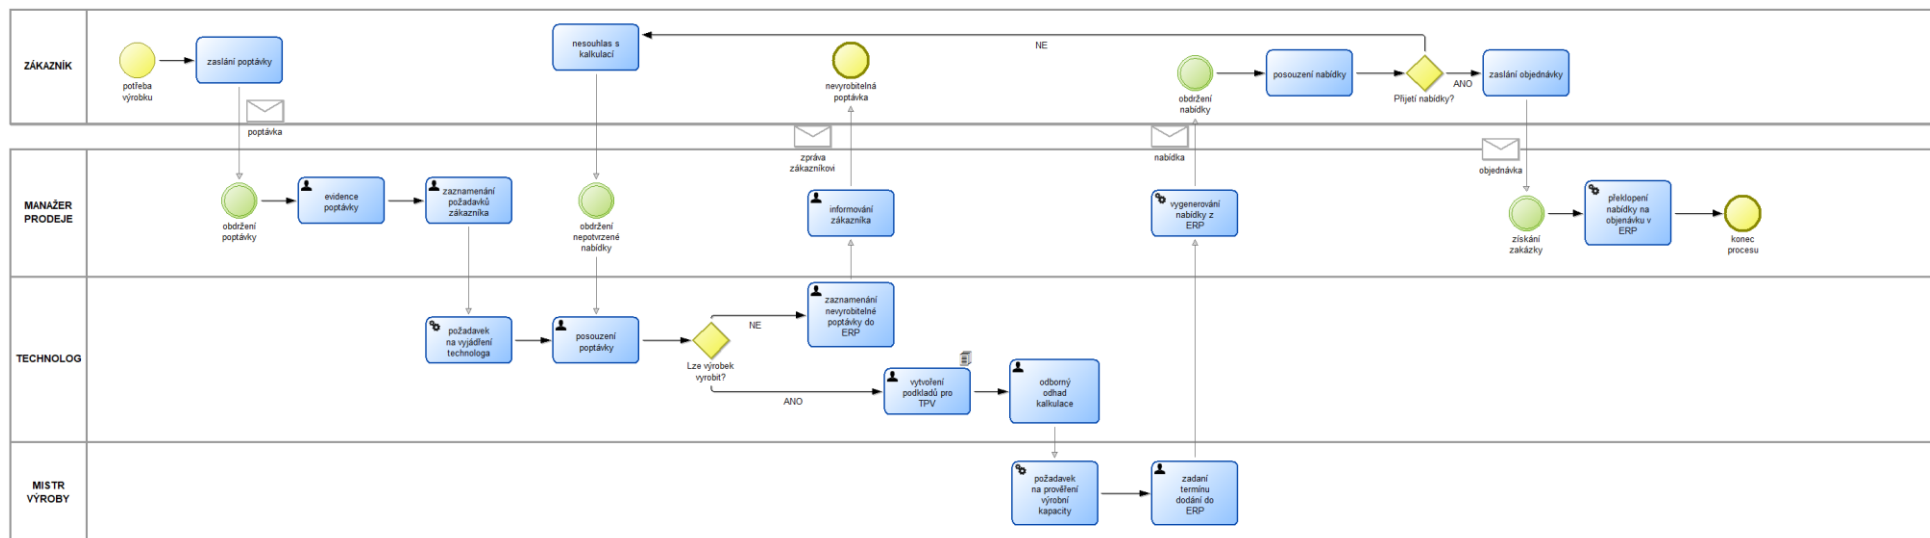 ZÁKAZNÍK
potřeba
výrobku
zaslání poptávky
poptávka
nesouhlas s
kalkulací
NE
nevyrobitelná
poptávka
zpráva
zákazníkovi
obdržení
nabídky
nabídka
posouzení nabídky
Přijetí nabídky?
ANO
zaslání objednávky
objednávka
MANAŽER
PRODEJE
obdržení
poptávky
evidence
poptávky
zaznamenání
požadavků
zákazníka
obdržení
nepotvrzené
nabídky
informování
zákazníka
vygenerování
nabídky z
ERP
získání
zakázky
překlopení
nabídky na
objenávku v
ERP
konec
procesu
TECHNOLOG
požadavek
na vyjádření
technologa
posouzení
poptávky
Lze výrobek
vyrobit?
NE
zaznamenání
nevyrobitelné
poptávky do
ERP
ANO
vytvoření
podkladů pro
TPV
odborný
odhad
kalkulace
MISTR
VÝROBY
požadavek
na prověření
výrobní
kapacity
zadaní
termínu
dodání do
ERP